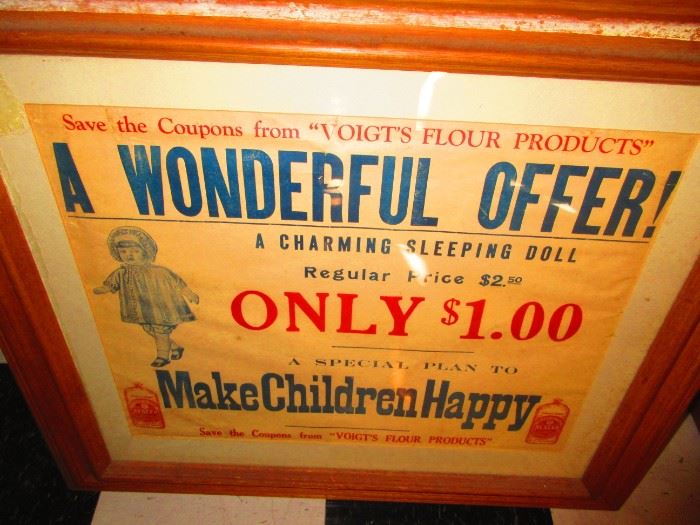 Save the Coupons from "VOIGT'S FLOUR PRODUCTS"
A WONDERFUL OFFER!
A CHARMING SLEEPING DOLL
Regular Price $2.50
ONLY $1.00
A SPECIAL PLAN TO
Make Children Happy
Save the Coupons from "VOIGT'S FLOUR PRODUCTS"